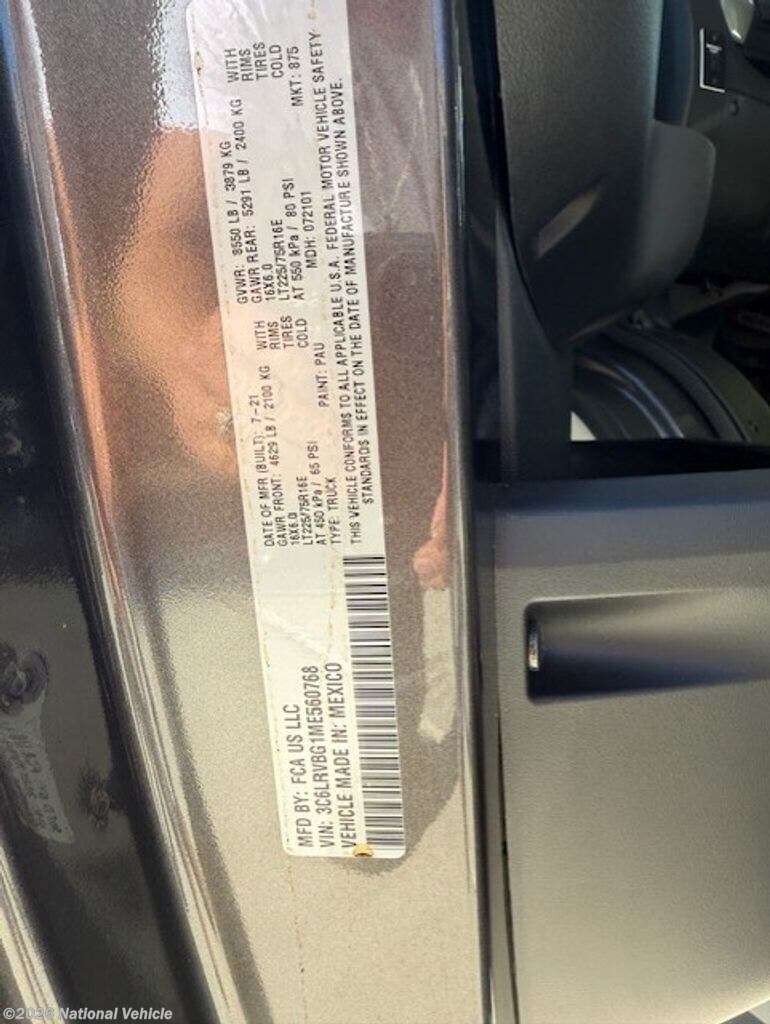 MFD BY: FCA US LLC
VIN: 3C6LRVBG1ME560768
VEHICLE MADE IN: MEXICO
DATE OF MFR (BUILT): 7-21
GVWR: 8550 LB / 3879 KG
GAWR FRONT: 4629 LB / 2100 KG WITH
16X6.0 RIMS
LT225/75R16E TIRES
AT 450 kPa / 65 PSI COLD
GAWR REAR: 5291 LB / 2400 KG WITH
16X6.0 RIMS
LT225/75R16E TIRES
AT 550 kPa / 80 PSI COLD
TYPE: TRUCK PAINT: PAU MDH: 072101 MKT: 875
THIS VEHICLE CONFORMS TO ALL APPLICABLE U.S.A. FEDERAL MOTOR VEHICLE SAFETY
STANDARDS IN EFFECT ON THE DATE OF MANUFACTURE SHOWN ABOVE.
©2026 National Vehicle